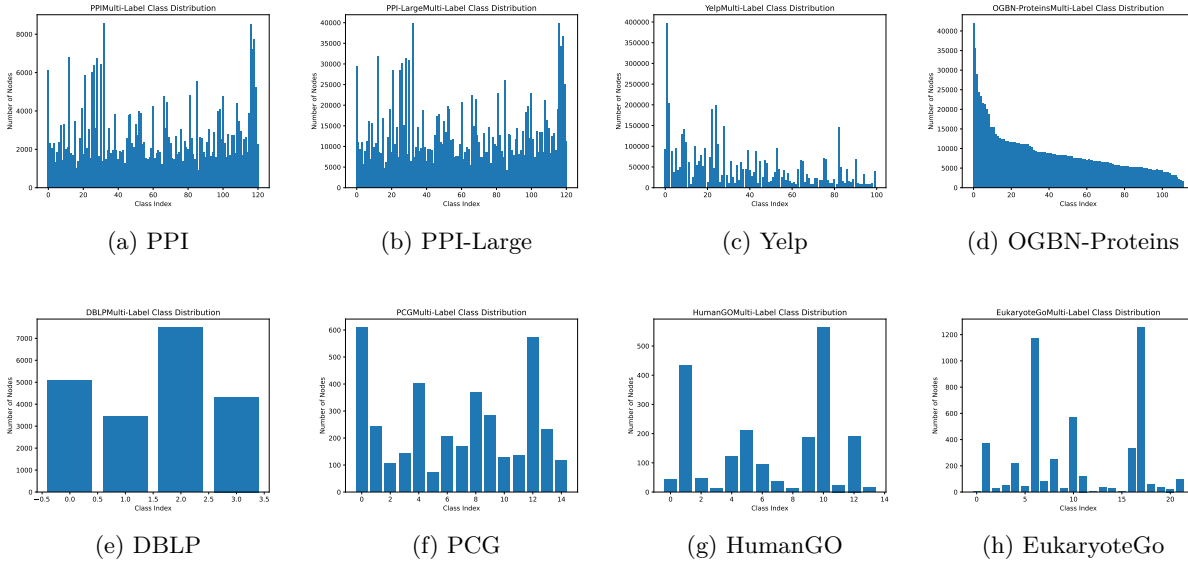 PPIMulti-Label Class Distribution
Number of Nodes
8000
6000
4000
2000
0
0 20 40 60 80 100 120
Class Index
(a) PPI
PPI-LargeMulti-Label Class Distribution
Number of Nodes
40000
35000
30000
25000
20000
15000
10000
5000
0
0 20 40 60 80 100 120
Class Index
(b) PPI-Large
YelpMulti-Label Class Distribution
Number of Nodes
400000
350000
300000
250000
200000
150000
100000
50000
0
0 20 40 60 80 100
Class Index
(c) Yelp
OGBN-ProteinsMulti-Label Class Distribution
Number of Nodes
40000
35000
30000
25000
20000
15000
10000
5000
0
0 20 40 60 80 100
Class Index
(d) OGBN-Proteins
DBLPMulti-Label Class Distribution
Number of Nodes
7000
6000
5000
4000
3000
2000
1000
0
−0.5 0.0 0.5 1.0 1.5 2.0 2.5 3.0 3.5
Class Index
(e) DBLP
PCGMulti-Label Class Distribution
Number of Nodes
600
500
400
300
200
100
0
0 2 4 6 8 10 12 14
Class Index
(f) PCG
HumanGOMulti-Label Class Distribution
Number of Nodes
500
400
300
200
100
0
0 2 4 6 8 10 12 14
Class Index
(g) HumanGO
EukaryoteGoMulti-Label Class Distribution
Number of Nodes
1200
1000
800
600
400
200
0
0 5 10 15 20
Class Index
(h) EukaryoteGo